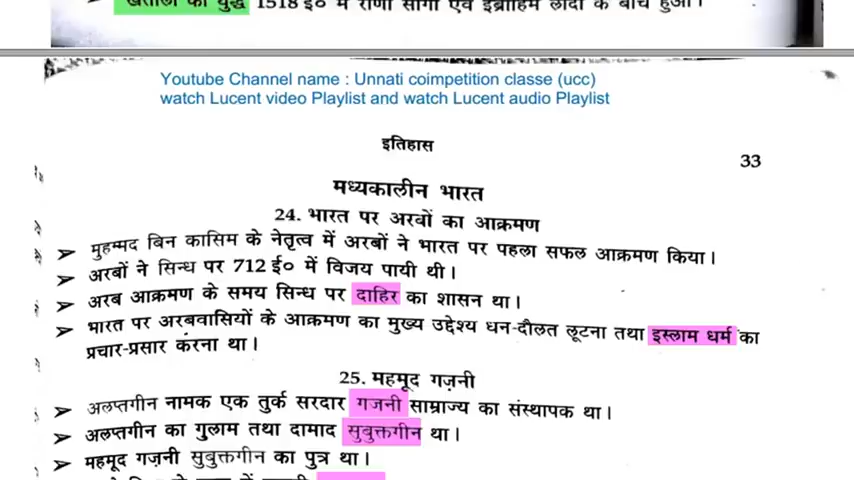 खतोली का युद्ध 1518 ई० में राणा सांगा एवं इब्राहिम लोदी के बीच हुआ।
Youtube Channel name : Unnati coimpetition classe (ucc)
watch Lucent video Playlist and watch Lucent audio Playlist
इतिहास
33
मध्यकालीन भारत
24. भारत पर अरबों का आक्रमण
➢ मुहम्मद बिन कासिम के नेतृत्व में अरबों ने भारत पर पहला सफल आक्रमण किया।
➢ अरबों ने सिन्ध पर 712 ई० में विजय पायी थी।
➢ अरब आक्रमण के समय सिन्ध पर दाहिर का शासन था।
➢ भारत पर अरबवासियों के आक्रमण का मुख्य उद्देश्य धन-दौलत लूटना तथा इस्लाम धर्म का
प्रचार-प्रसार करना था।
25. महमूद गज़नी
➢ अलप्तगीन नामक एक तुर्क सरदार गजनी साम्राज्य का संस्थापक था।
➢ अलप्तगीन का गुलाम तथा दामाद सुबुक्तगीन था।
➢ महमूद गज़नी सुबुक्तगीन का पुत्र था।